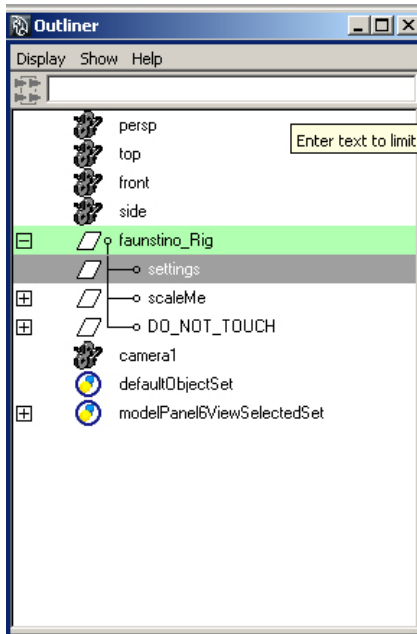 Outliner
Display Show Help
Enter text to limit
persp
top
front
side
faunstino_Rig
settings
scaleMe
DO_NOT_TOUCH
camera1
defaultObjectSet
modelPanel6ViewSelectedSet